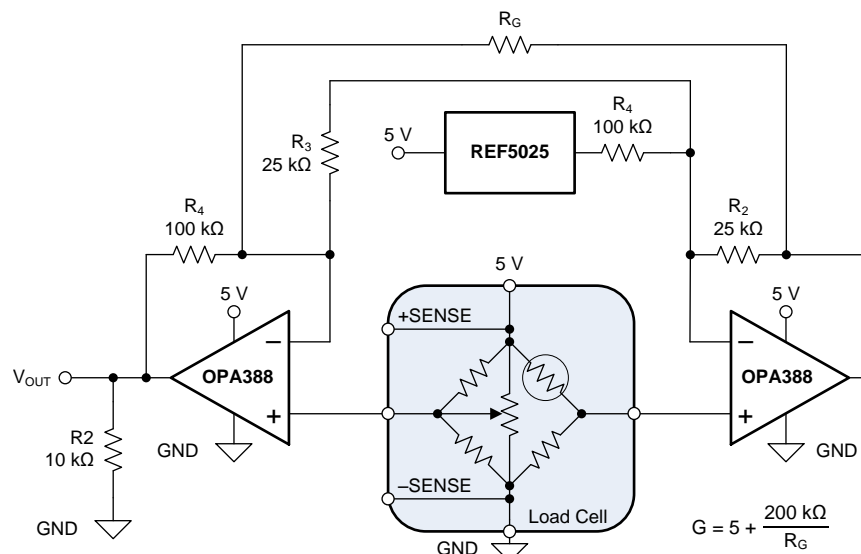 R_G
R_4
100 kΩ
5 V
REF5025
R_3
25 kΩ
R_4
100 kΩ
R_2
25 kΩ
5 V
5 V
5 V
+SENSE
V_OUT
OPA388
−
+
OPA388
−
+
R2
10 kΩ
GND
GND
–SENSE
Load Cell
GND
GND
G = 5 + 200 kΩ / R_G